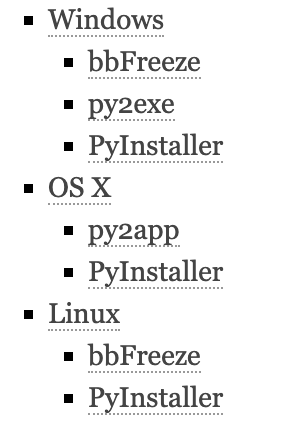 Windows
bbFreeze
py2exe
PyInstaller
OS X
py2app
PyInstaller
Linux
bbFreeze
PyInstaller